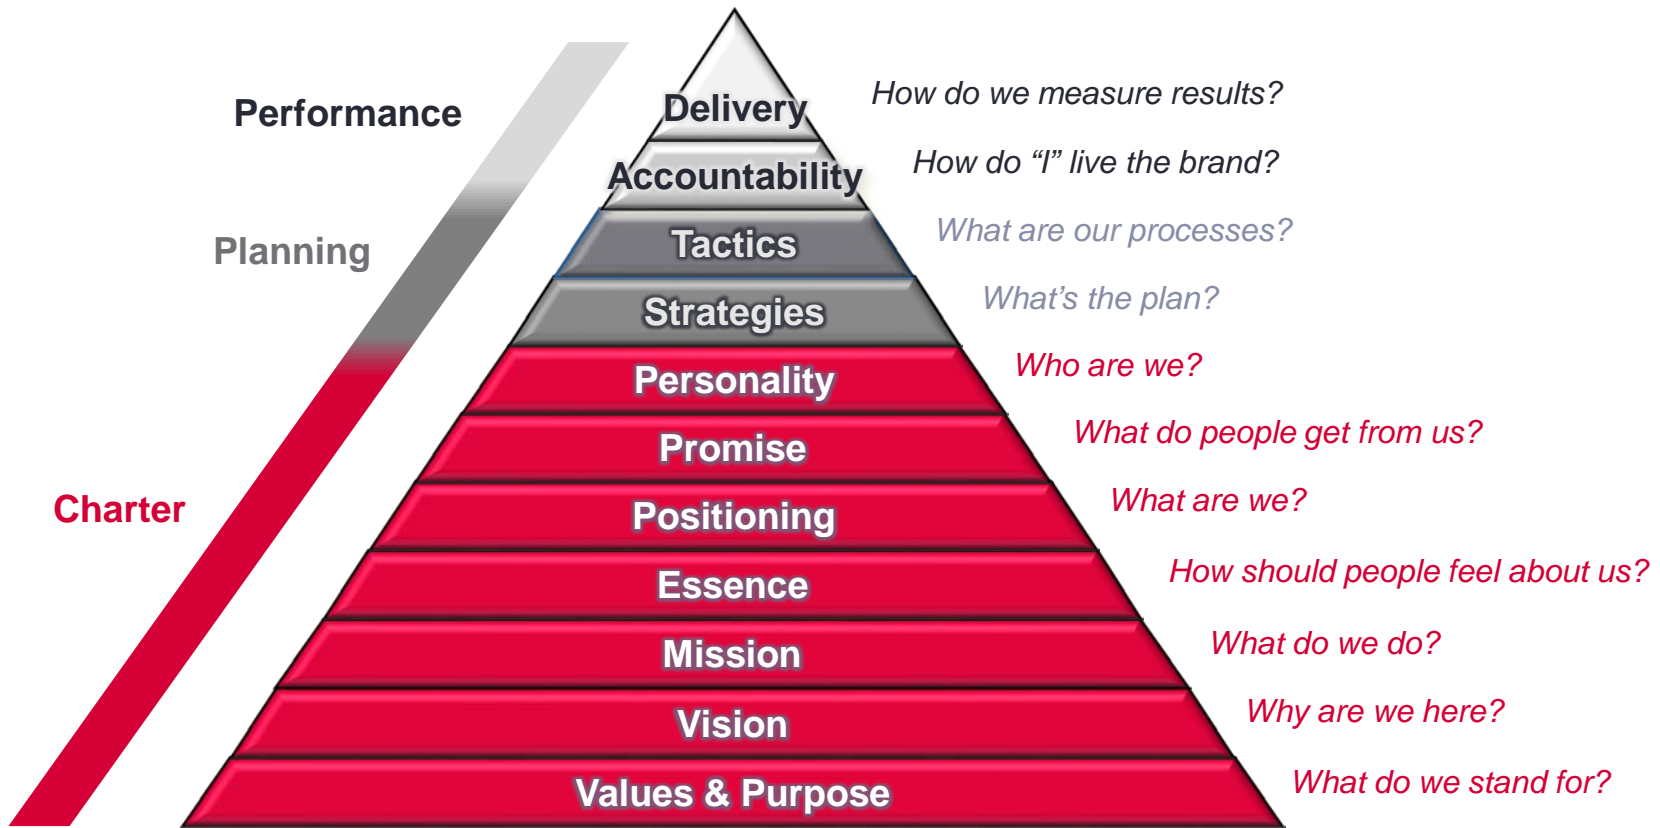 Delivery
How do we measure results?
Performance
Accountability
How do “I” live the brand?
Tactics
What are our processes?
Planning
Strategies
What’s the plan?
Personality
Who are we?
Promise
What do people get from us?
Charter
Positioning
What are we?
Essence
How should people feel about us?
Mission
What do we do?
Vision
Why are we here?
Values & Purpose
What do we stand for?